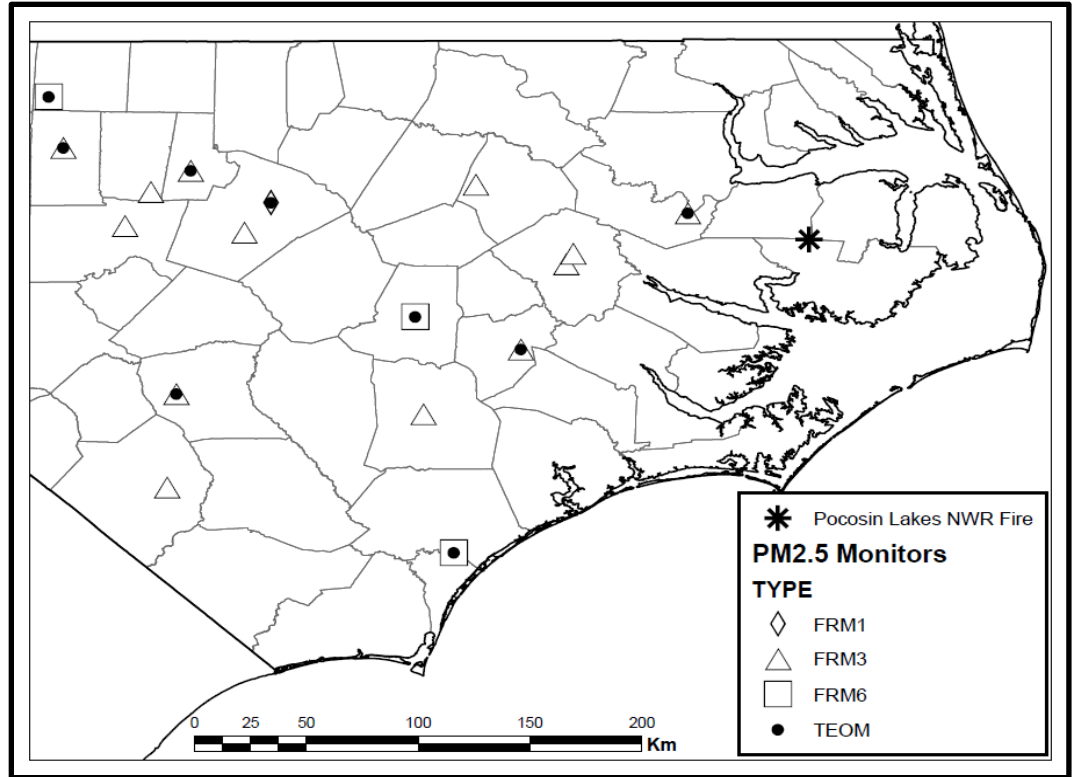 Pocosin Lakes NWR Fire
PM2.5 Monitors
TYPE
FRM1
FRM3
FRM6
TEOM
0 25 50 100 150 200
Km